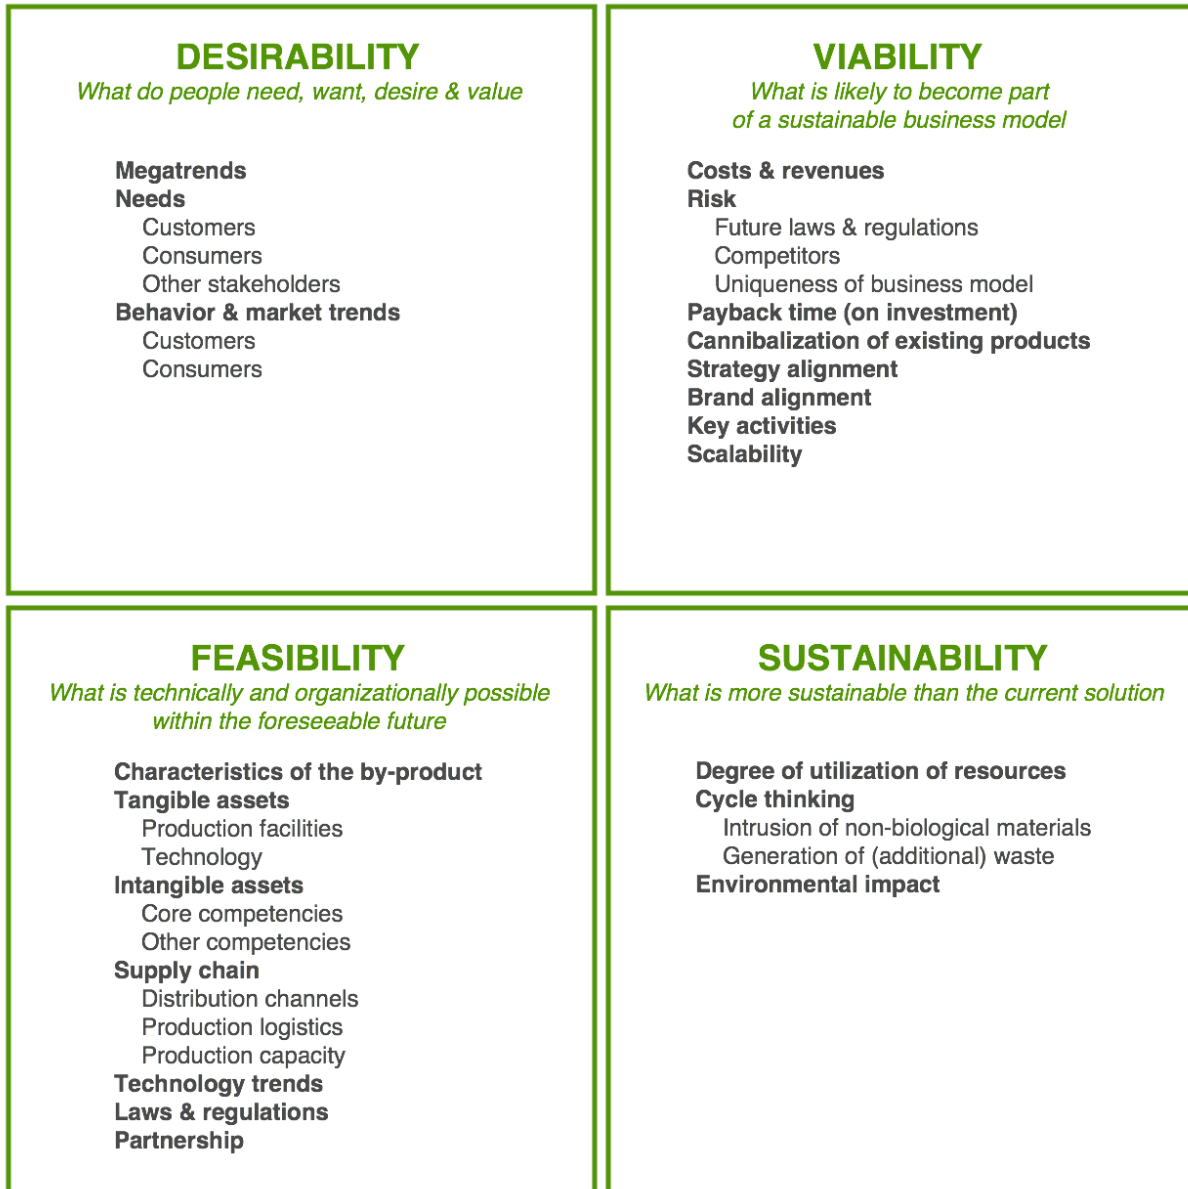 DESIRABILITY
What do people need, want, desire & value
Megatrends
Needs
Customers
Consumers
Other stakeholders
Behavior & market trends
Customers
Consumers
VIABILITY
What is likely to become part
of a sustainable business model
Costs & revenues
Risk
Future laws & regulations
Competitors
Uniqueness of business model
Payback time (on investment)
Cannibalization of existing products
Strategy alignment
Brand alignment
Key activities
Scalability
FEASIBILITY
What is technically and organizationally possible
within the foreseeable future
Characteristics of the by-product
Tangible assets
Production facilities
Technology
Intangible assets
Core competencies
Other competencies
Supply chain
Distribution channels
Production logistics
Production capacity
Technology trends
Laws & regulations
Partnership
SUSTAINABILITY
What is more sustainable than the current solution
Degree of utilization of resources
Cycle thinking
Intrusion of non-biological materials
Generation of (additional) waste
Environmental impact